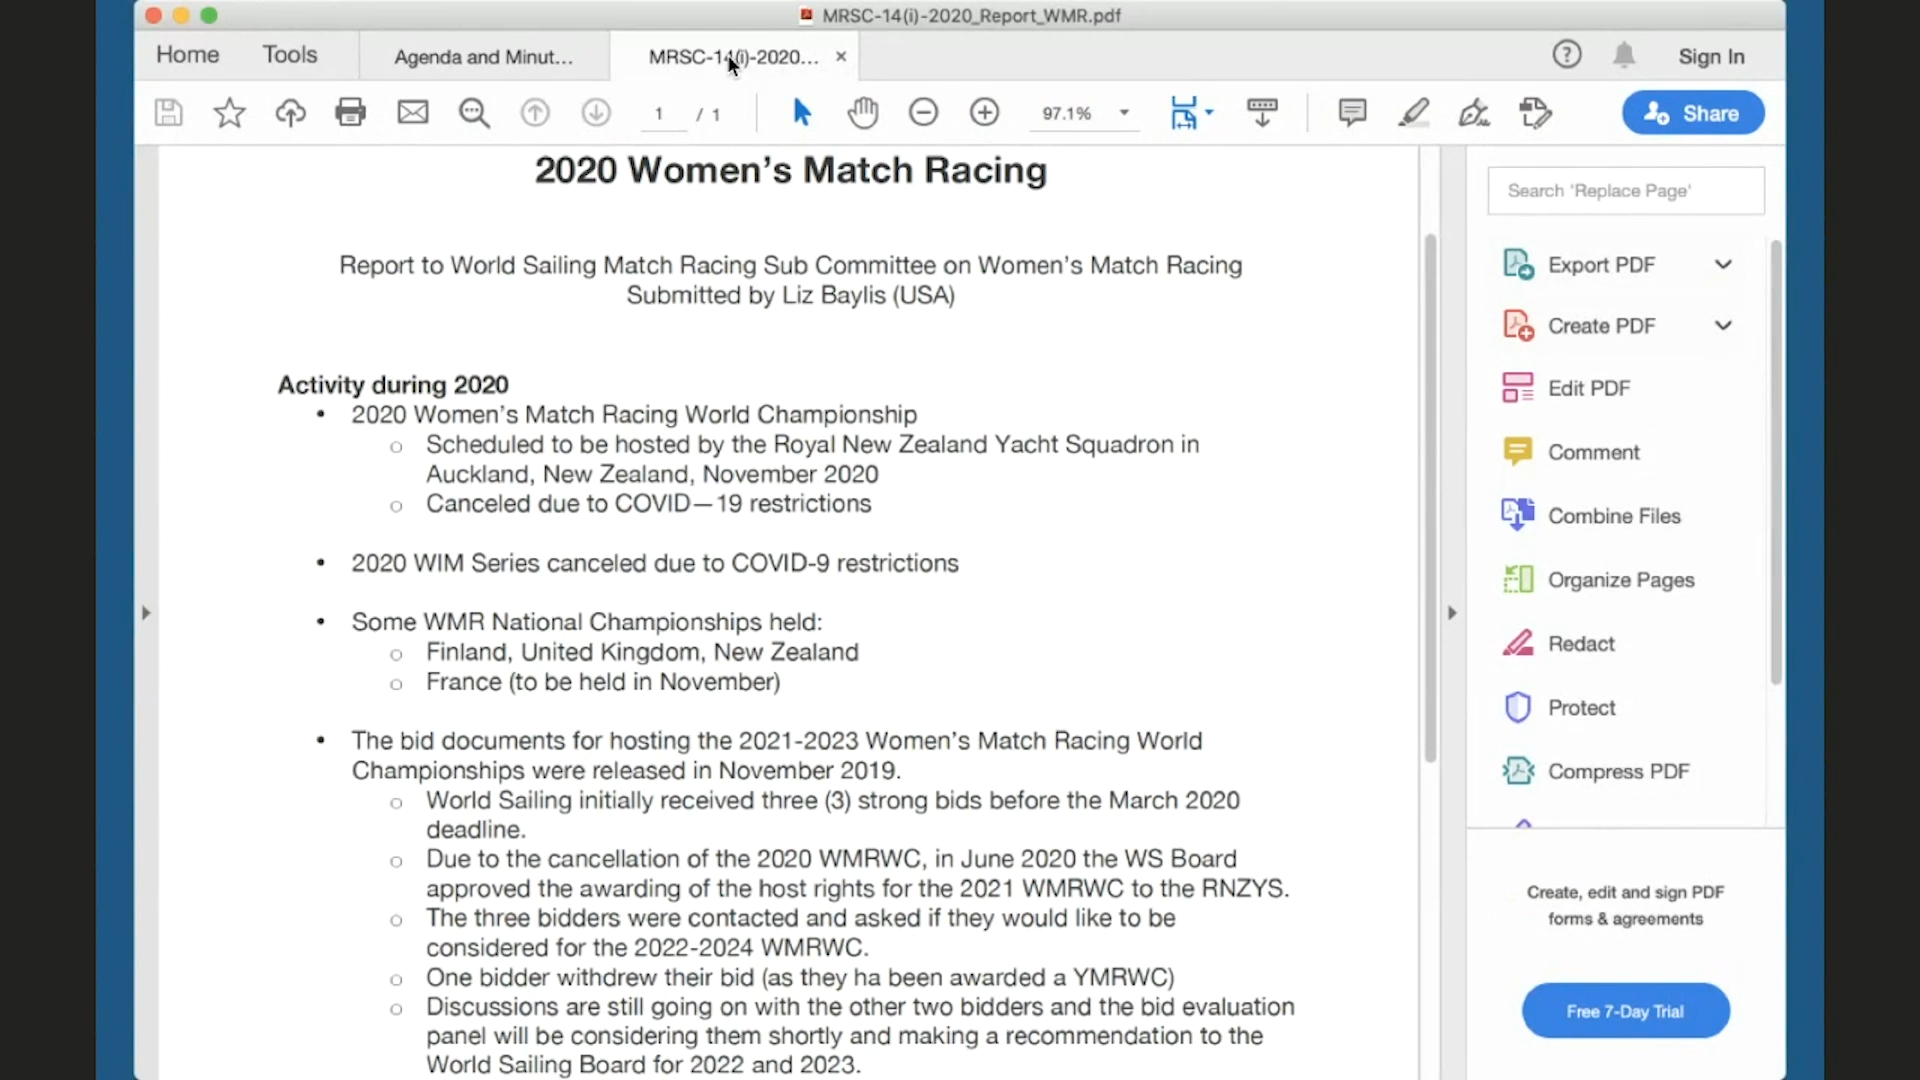 MRSC-14(i)-2020_Report_WMR.pdf
Home
Tools
Agenda and Minut...
MRSC-14(i)-2020...
Sign In
1 / 1
97.1%
Share
2020 Women's Match Racing
Report to World Sailing Match Racing Sub Committee on Women's Match Racing
Submitted by Liz Baylis (USA)
Activity during 2020
• 2020 Women's Match Racing World Championship
o Scheduled to be hosted by the Royal New Zealand Yacht Squadron in
Auckland, New Zealand, November 2020
o Canceled due to COVID—19 restrictions
• 2020 WIM Series canceled due to COVID-9 restrictions
• Some WMR National Championships held:
o Finland, United Kingdom, New Zealand
o France (to be held in November)
• The bid documents for hosting the 2021-2023 Women's Match Racing World
Championships were released in November 2019.
o World Sailing initially received three (3) strong bids before the March 2020
deadline.
o Due to the cancellation of the 2020 WMRWC, in June 2020 the WS Board
approved the awarding of the host rights for the 2021 WMRWC to the RNZYS.
o The three bidders were contacted and asked if they would like to be
considered for the 2022-2024 WMRWC.
o One bidder withdrew their bid (as they ha been awarded a YMRWC)
o Discussions are still going on with the other two bidders and the bid evaluation
panel will be considering them shortly and making a recommendation to the
World Sailing Board for 2022 and 2023.
Search 'Replace Page'
Export PDF
Create PDF
Edit PDF
Comment
Combine Files
Organize Pages
Redact
Protect
Compress PDF
Create, edit and sign PDF
forms & agreements
Free 7-Day Trial